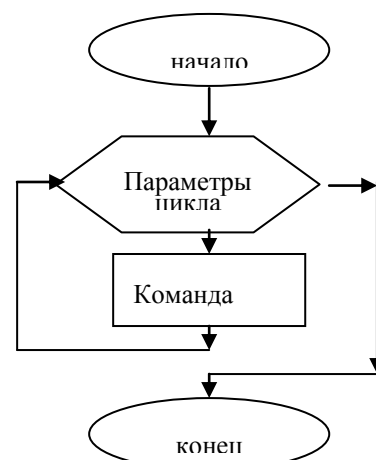 начало
Параметры
цикла
Команда
конец